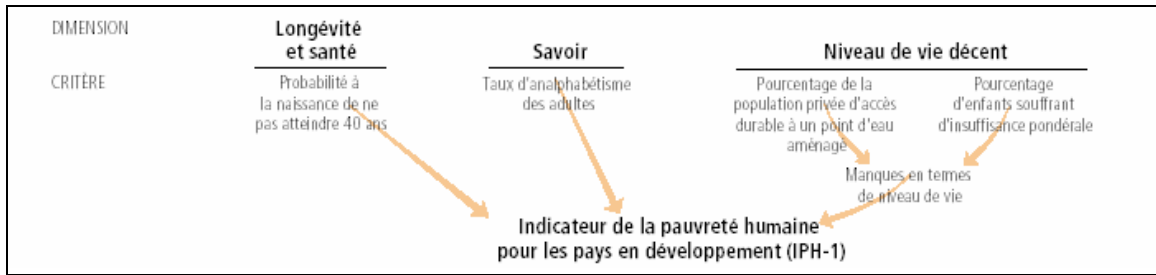 DIMENSION
Longévité
et santé
Savoir
Niveau de vie décent
CRITÈRE
Probabilité à
la naissance de ne
pas atteindre 40 ans
Taux d'analphabétisme
des adultes
Pourcentage de la
population privée d'accès
durable à un point d'eau
aménagé
Pourcentage
d'enfants souffrant
d'insuffisance pondérale
Manques en termes
de niveau de vie
Indicateur de la pauvreté humaine
pour les pays en développement (IPH-1)